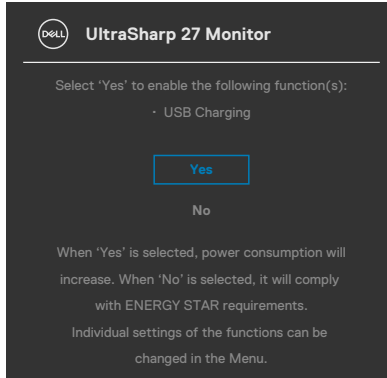 DELL UltraSharp 27 Monitor
Select ‘Yes’ to enable the following function(s):
· USB Charging
Yes
No
When ‘Yes’ is selected, power consumption will
increase. When ‘No’ is selected, it will comply
with ENERGY STAR requirements.
Individual settings of the functions can be
changed in the Menu.